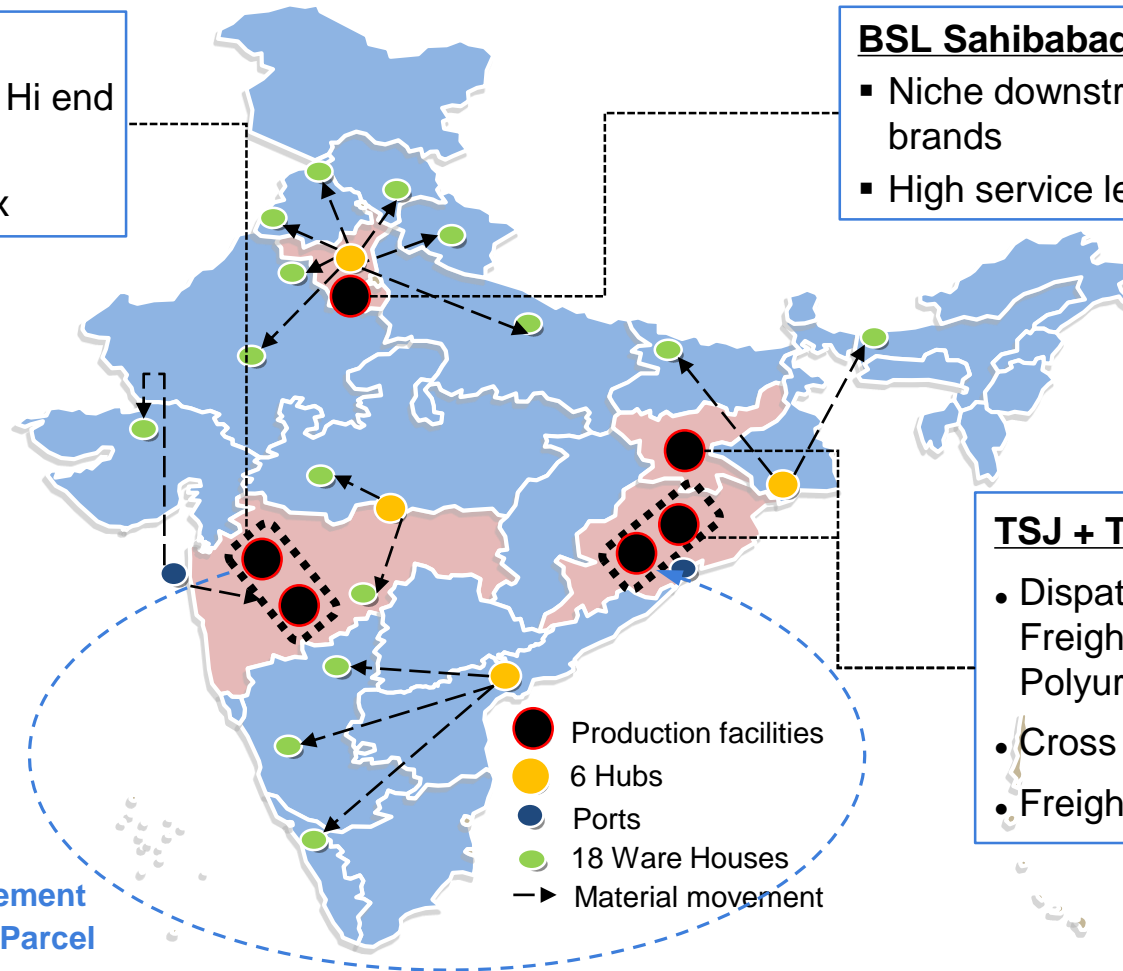 Hi end
x
BSL Sahibabad
▪ Niche downstr
brands
▪ High service le
TSJ + T
• Dispat
Freigh
Polyur
• Cross
• Freigh
Production facilities
6 Hubs
Ports
18 Ware Houses
Material movement
ement
Parcel